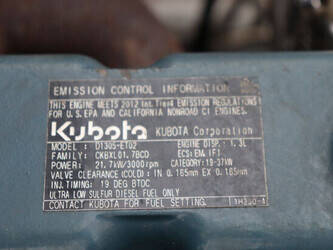 EMISSION CONTROL INFORMATION
THIS ENGINE MEETS 2012 Int. Tier4 EMISSION REGULATIONS
FOR U.S. EPA AND CALIFORNIA NONROAD CI ENGINES.
Kubota KUBOTA Corporation
MODEL: D1305-ET02 DISP.: 1.3L
FAMILY: CKBXL01.7BCD ECS: EM (IFI)
POWER: 21.7kW/3000rpm CATEGORY: 19-37kW
VALVE CLEARANCE (COLD): IN 0.165mm EX 0.185mm
INJ. TIMING: 19 DEG BTDC
ULTRA LOW SULFUR DIESEL FUEL ONLY
CONTACT KUBOTA FOR FUEL SETTING.